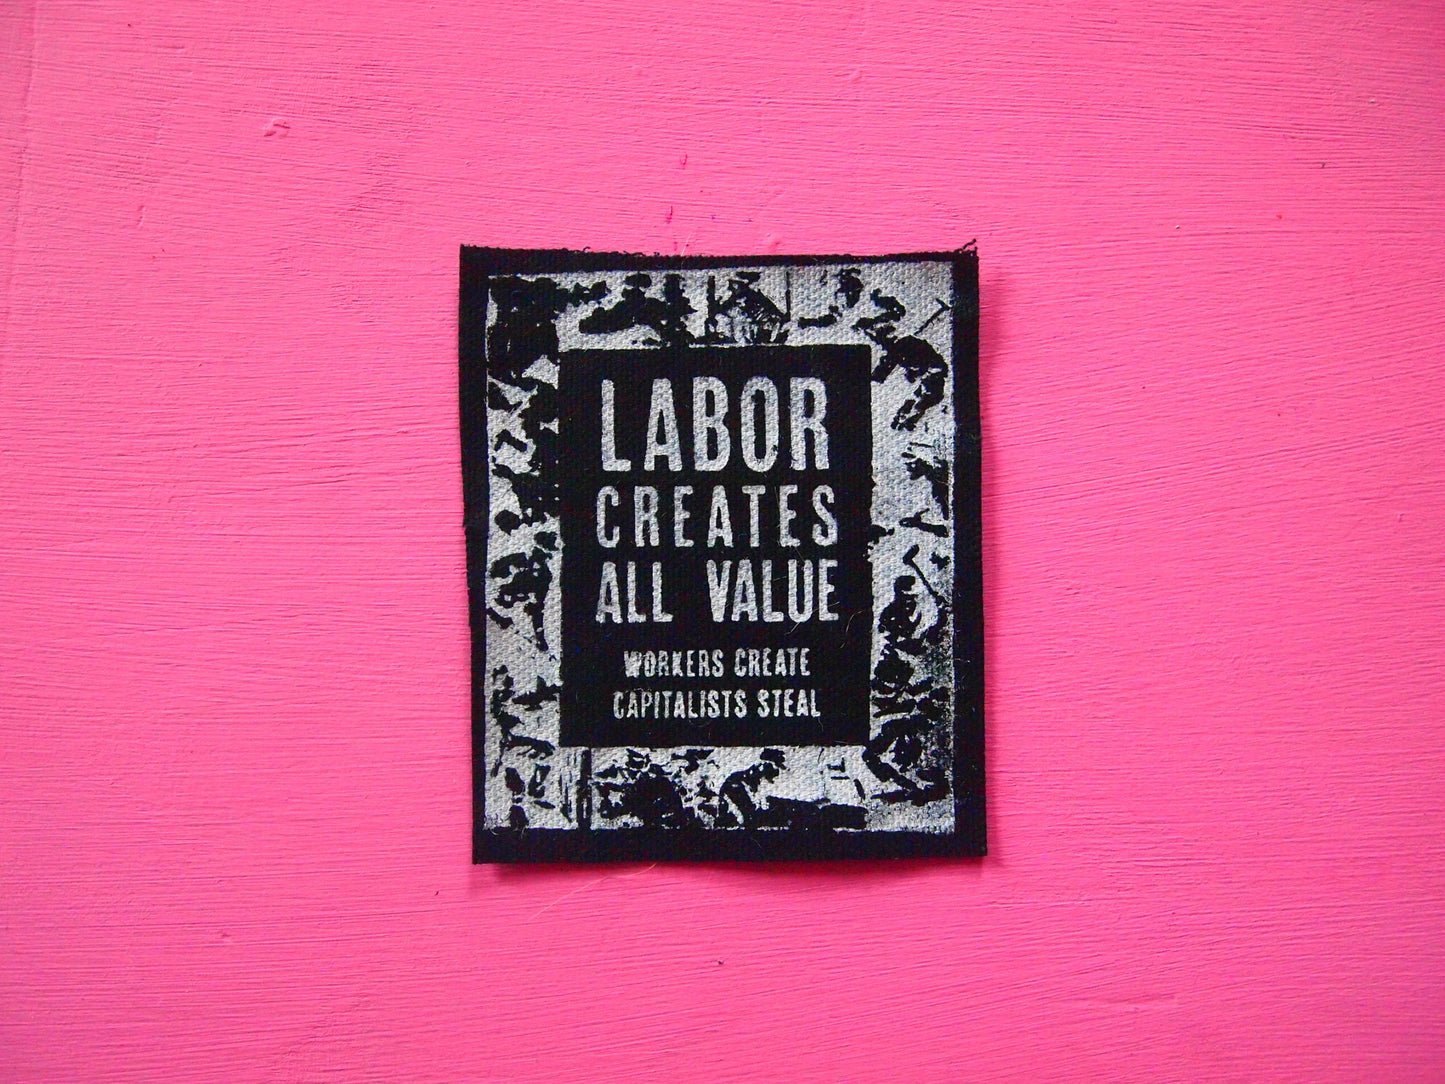 LABOR
CREATES
ALL VALUE
WORKERS CREATE
CAPITALISTS STEAL